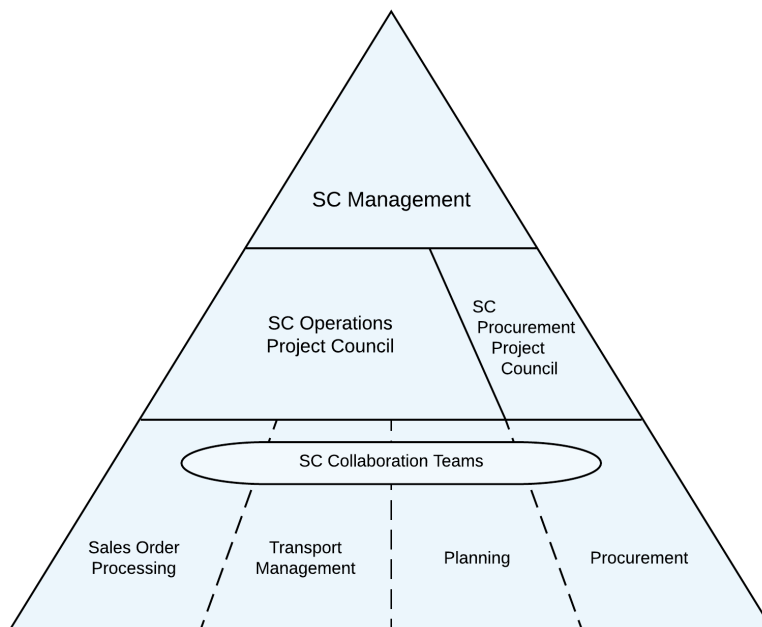 SC Management
SC Operations
Project Council
SC
Procurement
Project
Council
SC Collaboration Teams
Sales Order
Processing
Transport
Management
Planning
Procurement